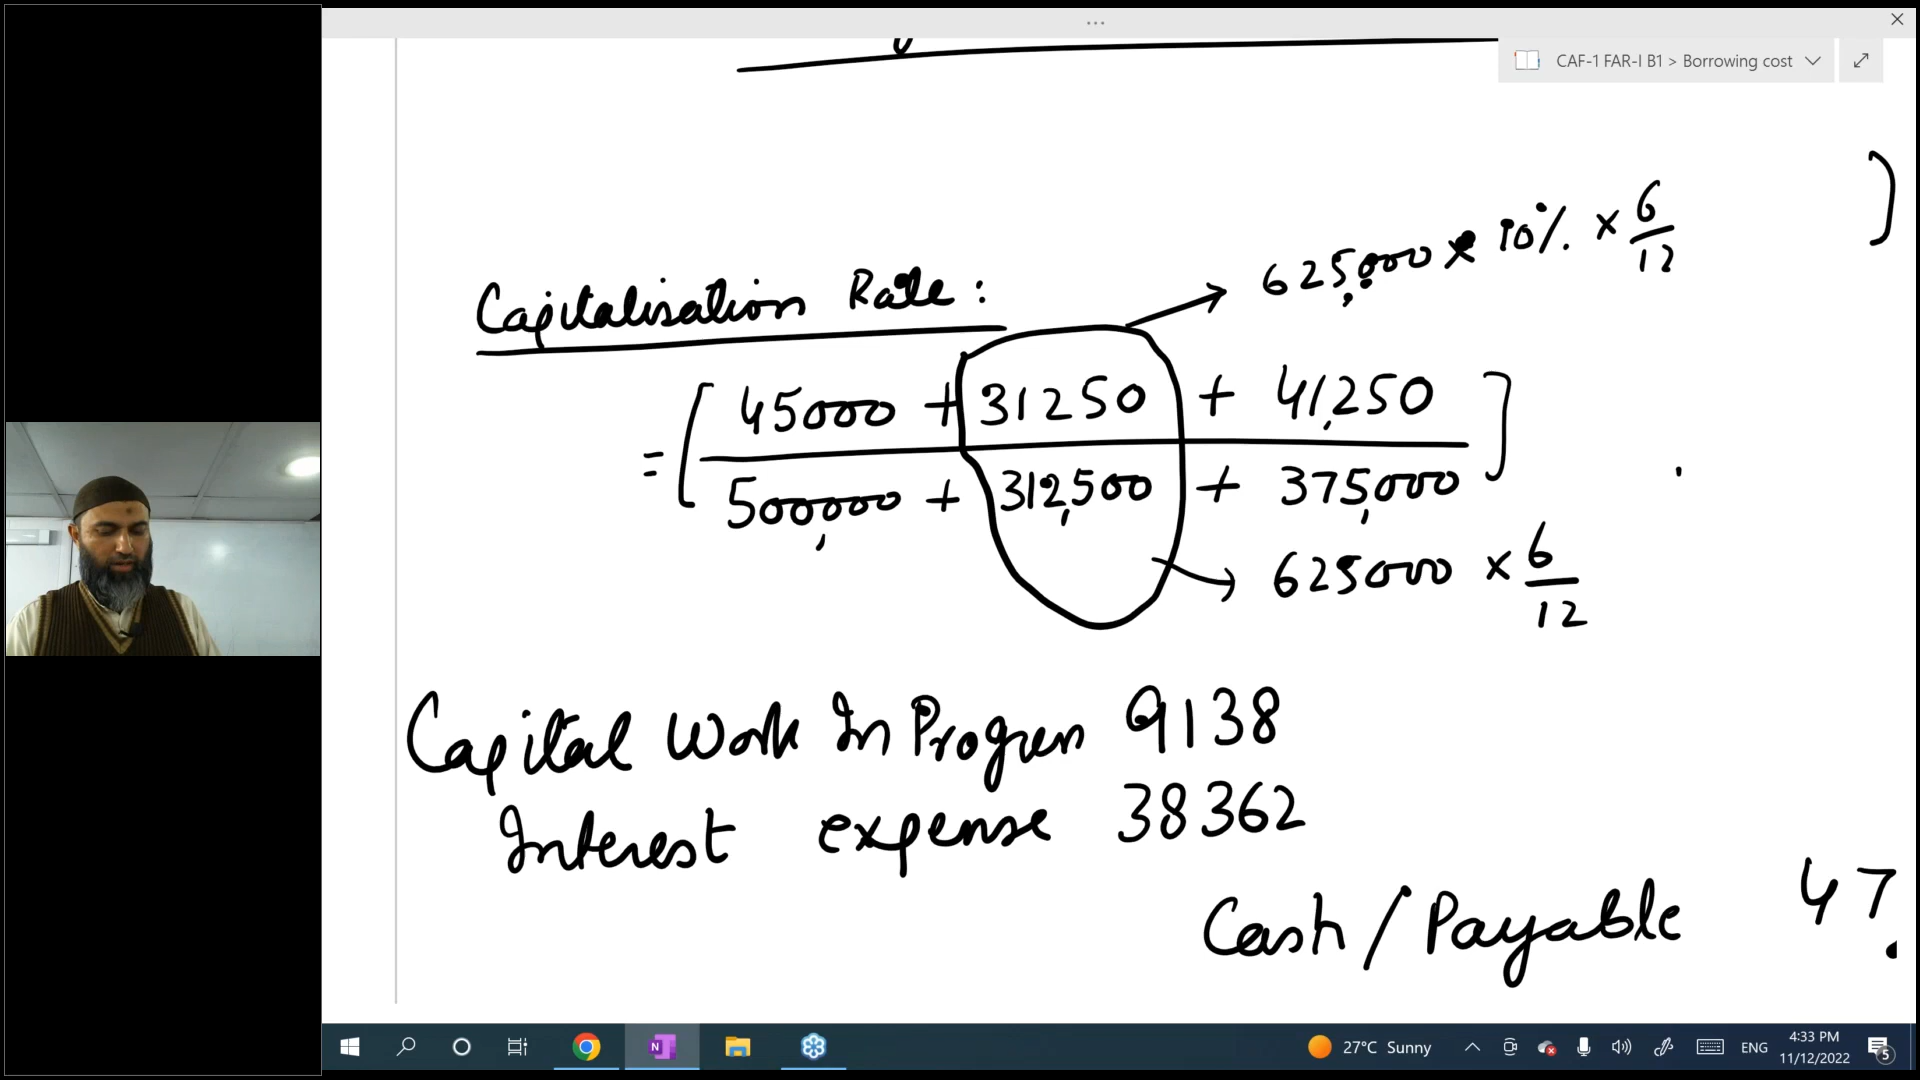 ...
CAF-1 FAR-I B1 > Borrowing cost
625,000 × 10% × 6/12
Capitalisation Rate:
= [ 45000 + 31250 + 41,250 ]
500,000 + 312,500 + 375,000
625000 × 6/12
Capital Work In Progress 9138
Interest expense 38362
Cash / Payable 47
27°C Sunny
ENG
4:33 PM
11/12/2022
5